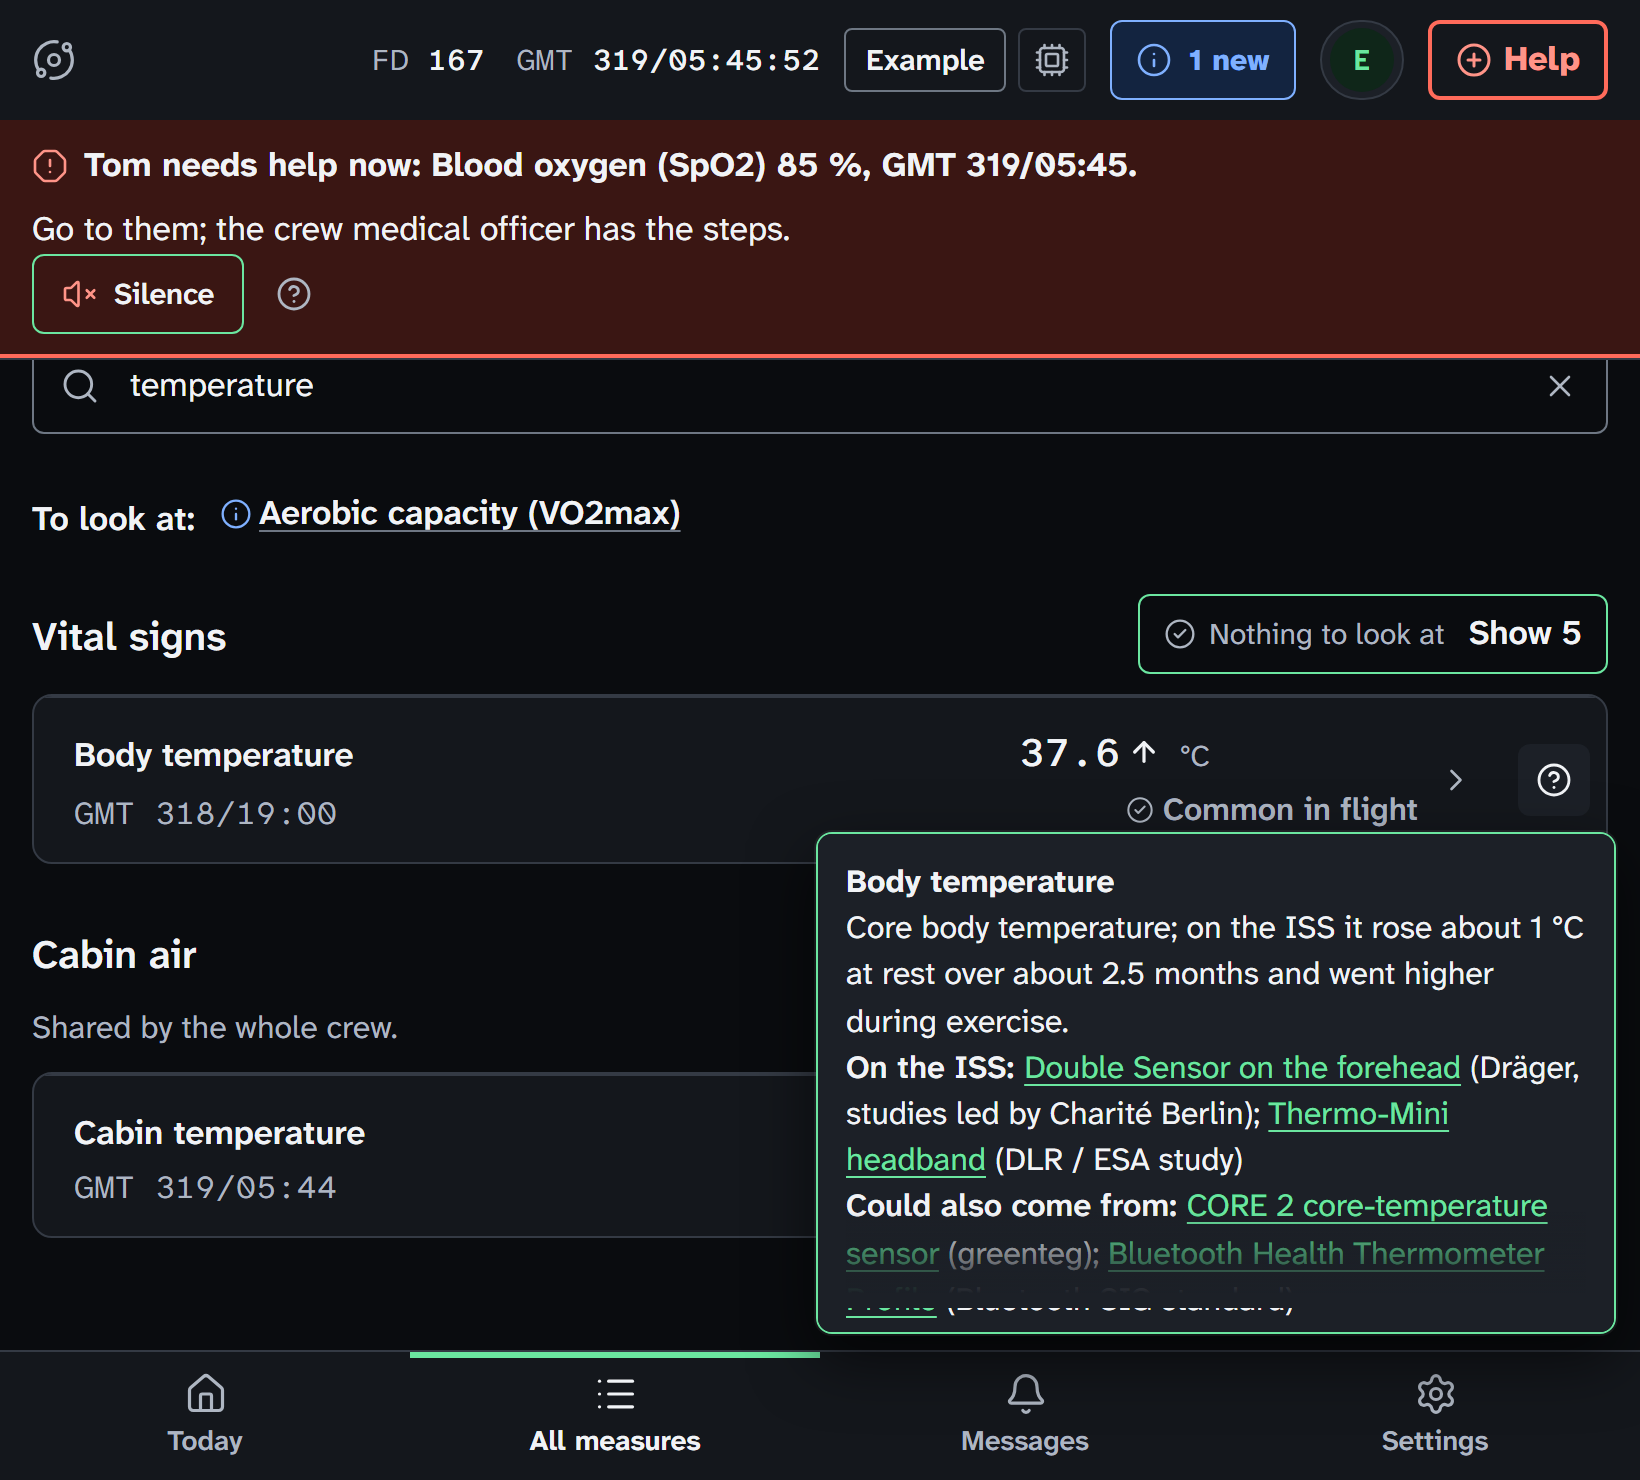 FD 167 GMT 319/05:45:52 Example 1 new E Help
Tom needs help now: Blood oxygen (SpO2) 85 %, GMT 319/05:45.
Go to them; the crew medical officer has the steps.
Silence
temperature
To look at: Aerobic capacity (VO2max)
Vital signs
Nothing to look at Show 5
Body temperature
37.6 °C
GMT 318/19:00
Common in flight
Body temperature
Core body temperature; on the ISS it rose about 1 °C
at rest over about 2.5 months and went higher
during exercise.
On the ISS: Double Sensor on the forehead (Dräger,
studies led by Charité Berlin); Thermo-Mini
headband (DLR / ESA study)
Could also come from: CORE 2 core-temperature
sensor (greenteg); Bluetooth Health Thermometer
Profile (Bluetooth SIG standard)
Cabin air
Shared by the whole crew.
Cabin temperature
GMT 319/05:44
Today
All measures
Messages
Settings